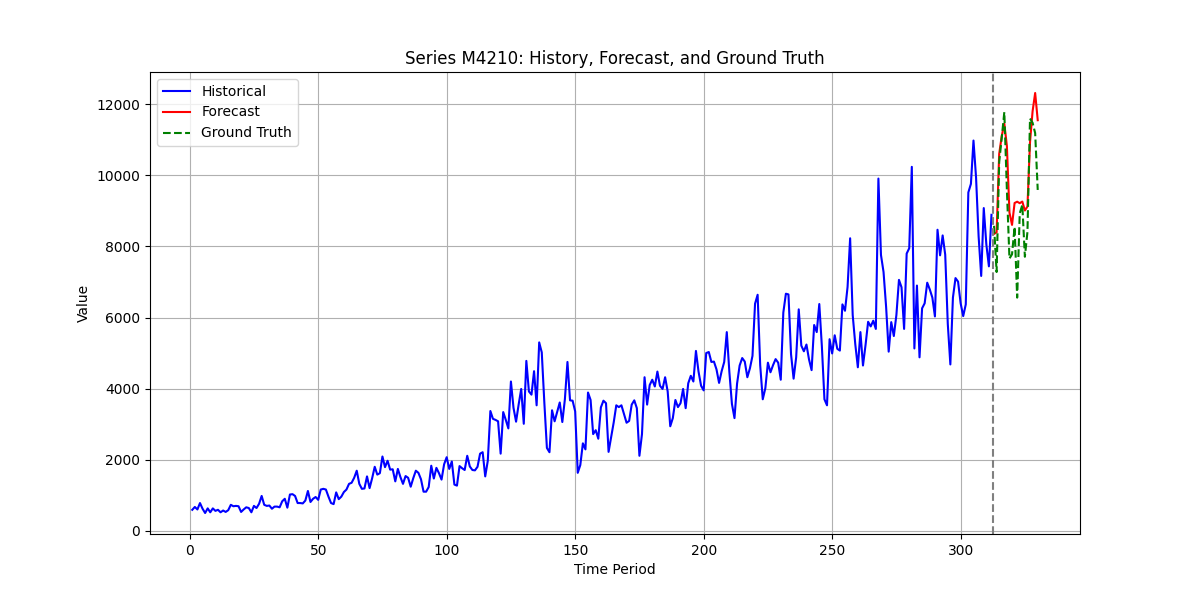 Series M4210: History, Forecast, and Ground Truth
Historical
Forecast
Ground Truth
12000
10000
8000
6000
4000
2000
0
Value
0 50 100 150 200 250 300
Time Period